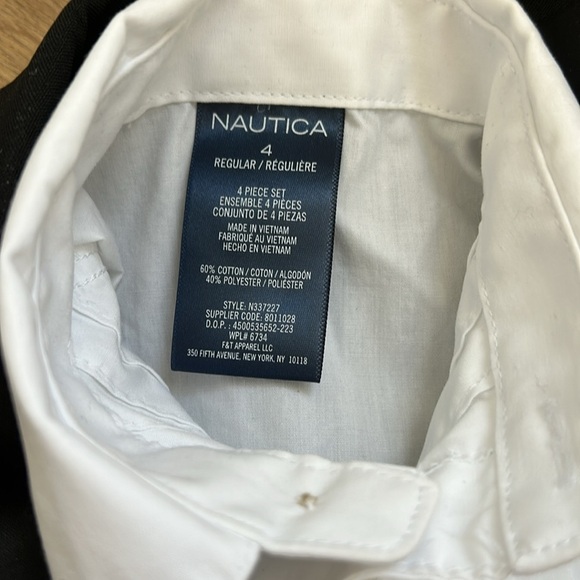 NAUTICA
4
REGULAR / RÉGULIÈRE
4 PIECE SET
ENSEMBLE 4 PIÈCES
CONJUNTO DE 4 PIEZAS
MADE IN VIETNAM
FABRIQUÉ AU VIETNAM
HECHO EN VIETNAM
60% COTTON / COTON / ALGODÓN
40% POLYESTER / POLIÉSTER
STYLE: N337227
SUPPLIER CODE: 8011028
D.O.P. : 4500535652-223
WPL# 6734
F&T APPAREL LLC
350 FIFTH AVENUE, NEW YORK, NY 10118